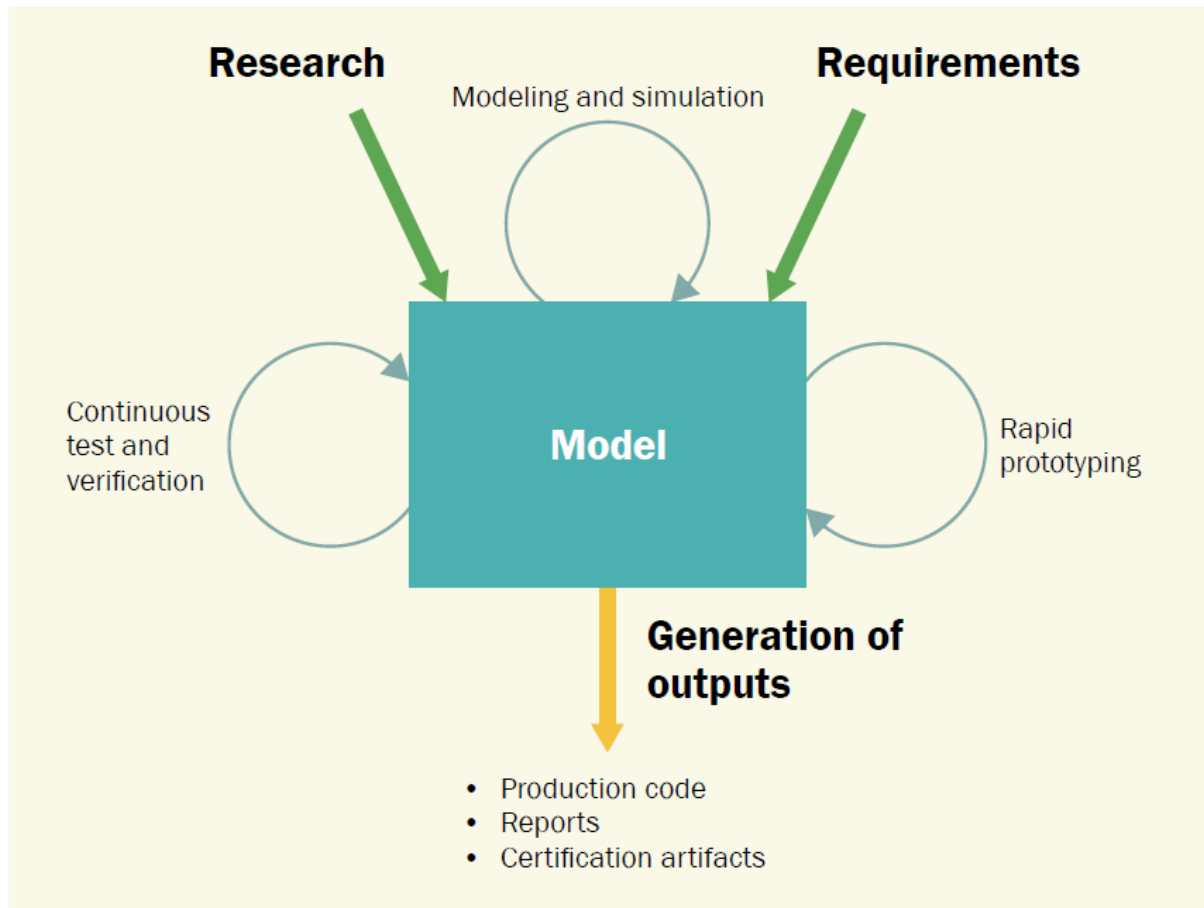 Research
Requirements
Modeling and simulation
Continuous
test and
verification
Model
Rapid
prototyping
Generation of
outputs
• Production code
• Reports
• Certification artifacts